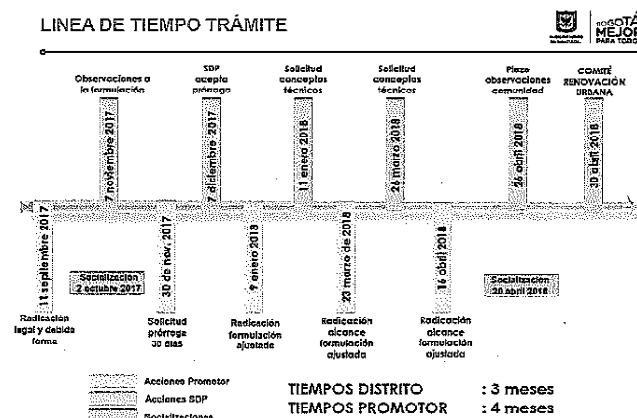 LINEA DE TIEMPO TRÁMITE
BOGOTÁ
MEJOR
PARA TODOS
Observaciones a
la formulación
SDP
acepta
prórroga
Solicitud
conceptos
técnicos
Solicitud
conceptos
técnicos
Plazo
observaciones
comunidad
COMITÉ
RENOVACIÓN
URBANA
7 noviembre 2017
7 diciembre 2017
11 enero 2018
26 marzo 2018
26 abril 2018
30 abril 2018
11 septiembre 2017
30 de nov. 2017
9 enero 2018
23 marzo de 2018
16 abril 2018
Socialización
2 octubre 2017
Socialización
20 abril 2018
Radicación
legal y debida
forma
Solicitud
prórroga
30 días
Radicación
formulación
ajustada
Radicación
alcance
formulación
ajustada
Radicación
alcance
formulación
ajustada
Acciones Promotor
Acciones SDP
Socializaciones
TIEMPOS DISTRITO : 3 meses
TIEMPOS PROMOTOR : 4 meses